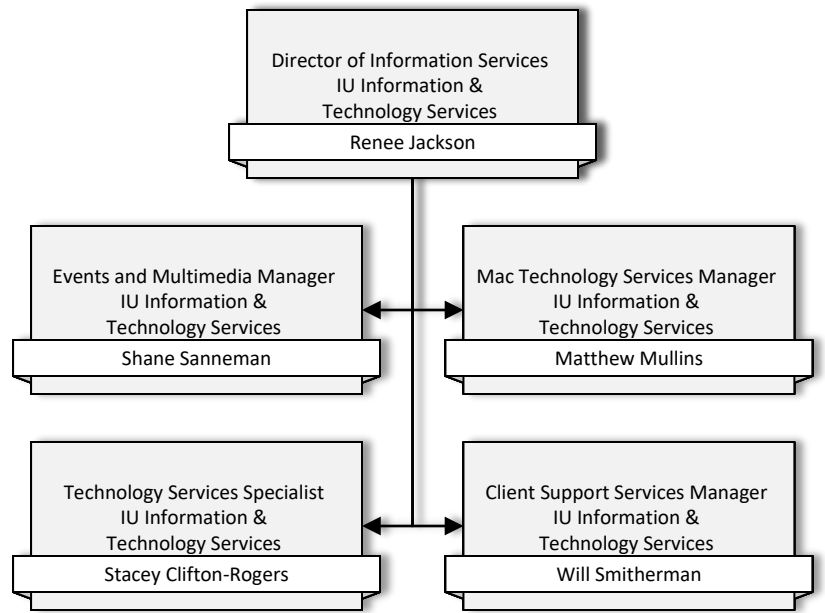 Director of Information Services
IU Information &
Technology Services
Renee Jackson
Events and Multimedia Manager
IU Information &
Technology Services
Shane Sanneman
Mac Technology Services Manager
IU Information &
Technology Services
Matthew Mullins
Technology Services Specialist
IU Information &
Technology Services
Stacey Clifton-Rogers
Client Support Services Manager
IU Information &
Technology Services
Will Smitherman